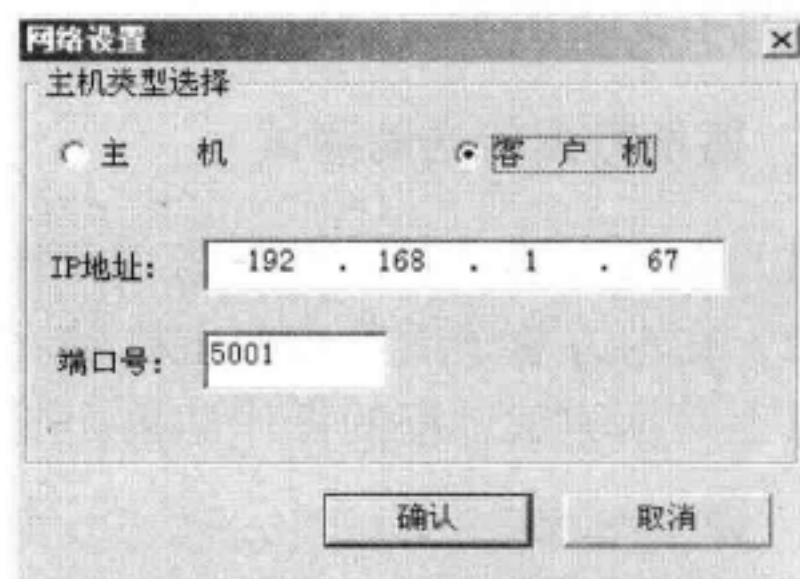 网络设置
主机类型选择
主 机 客 户 机
IP地址: 192 . 168 . 1 . 67
端口号: 5001
确认 取消